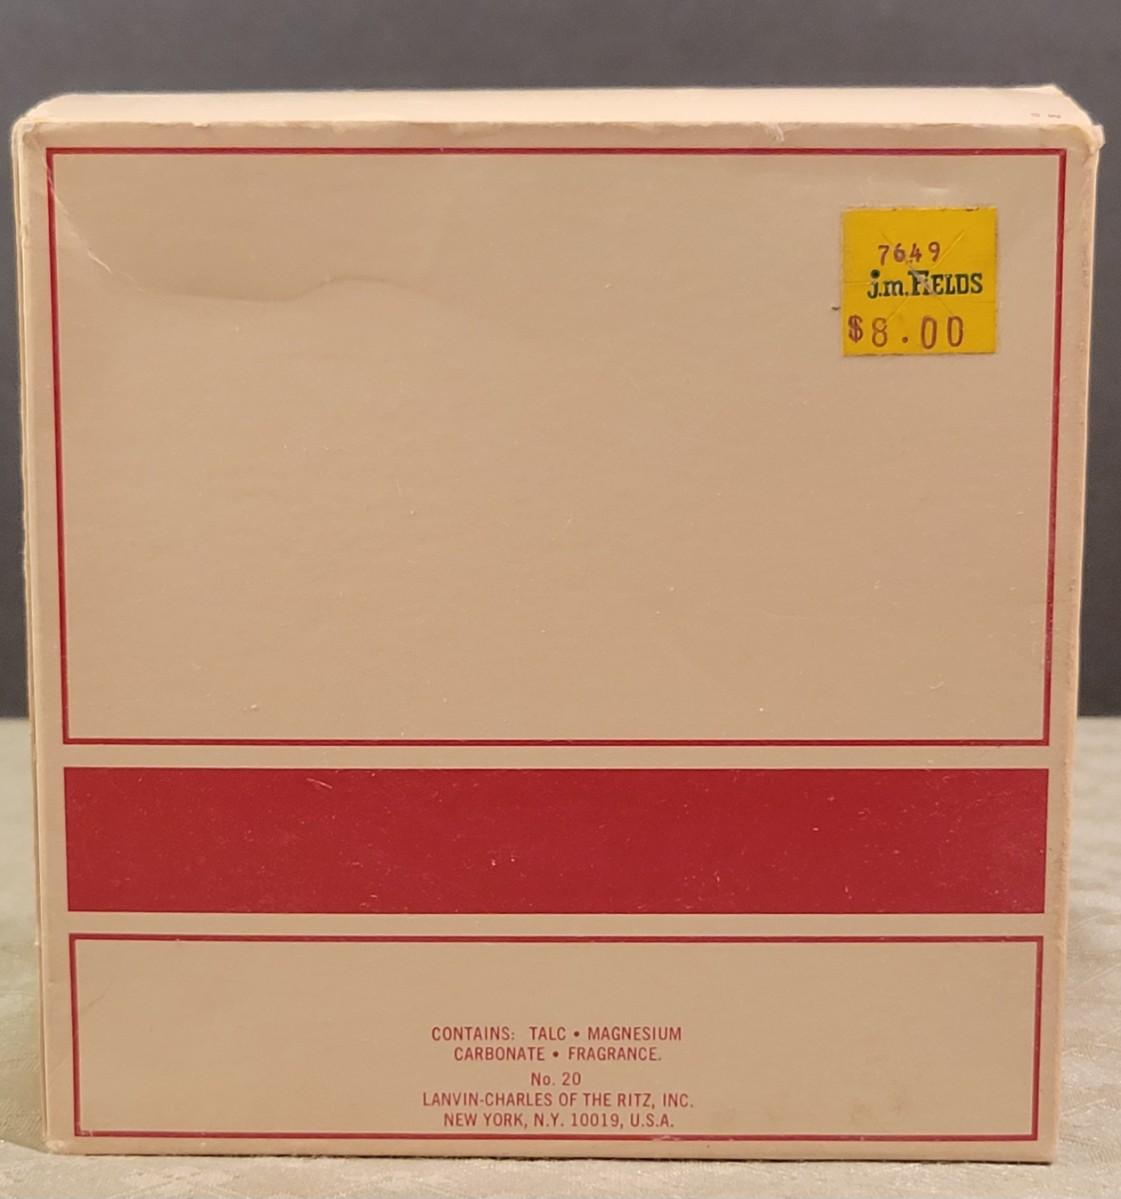 7649
j.m.FIELDS
$8.00
CONTAINS: TALC • MAGNESIUM
CARBONATE • FRAGRANCE.
No. 20
LANVIN-CHARLES OF THE RITZ, INC.
NEW YORK, N.Y. 10019, U.S.A.